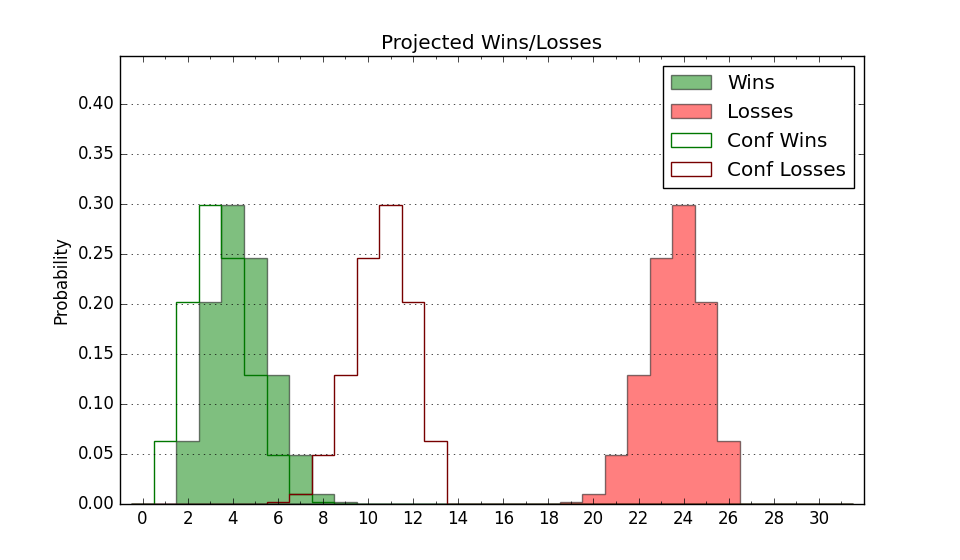 Projected Wins/Losses
Wins
Losses
Conf Wins
Conf Losses
Probability
0.40
0.35
0.30
0.25
0.20
0.15
0.10
0.05
0.00
0 2 4 6 8 10 12 14 16 18 20 22 24 26 28 30